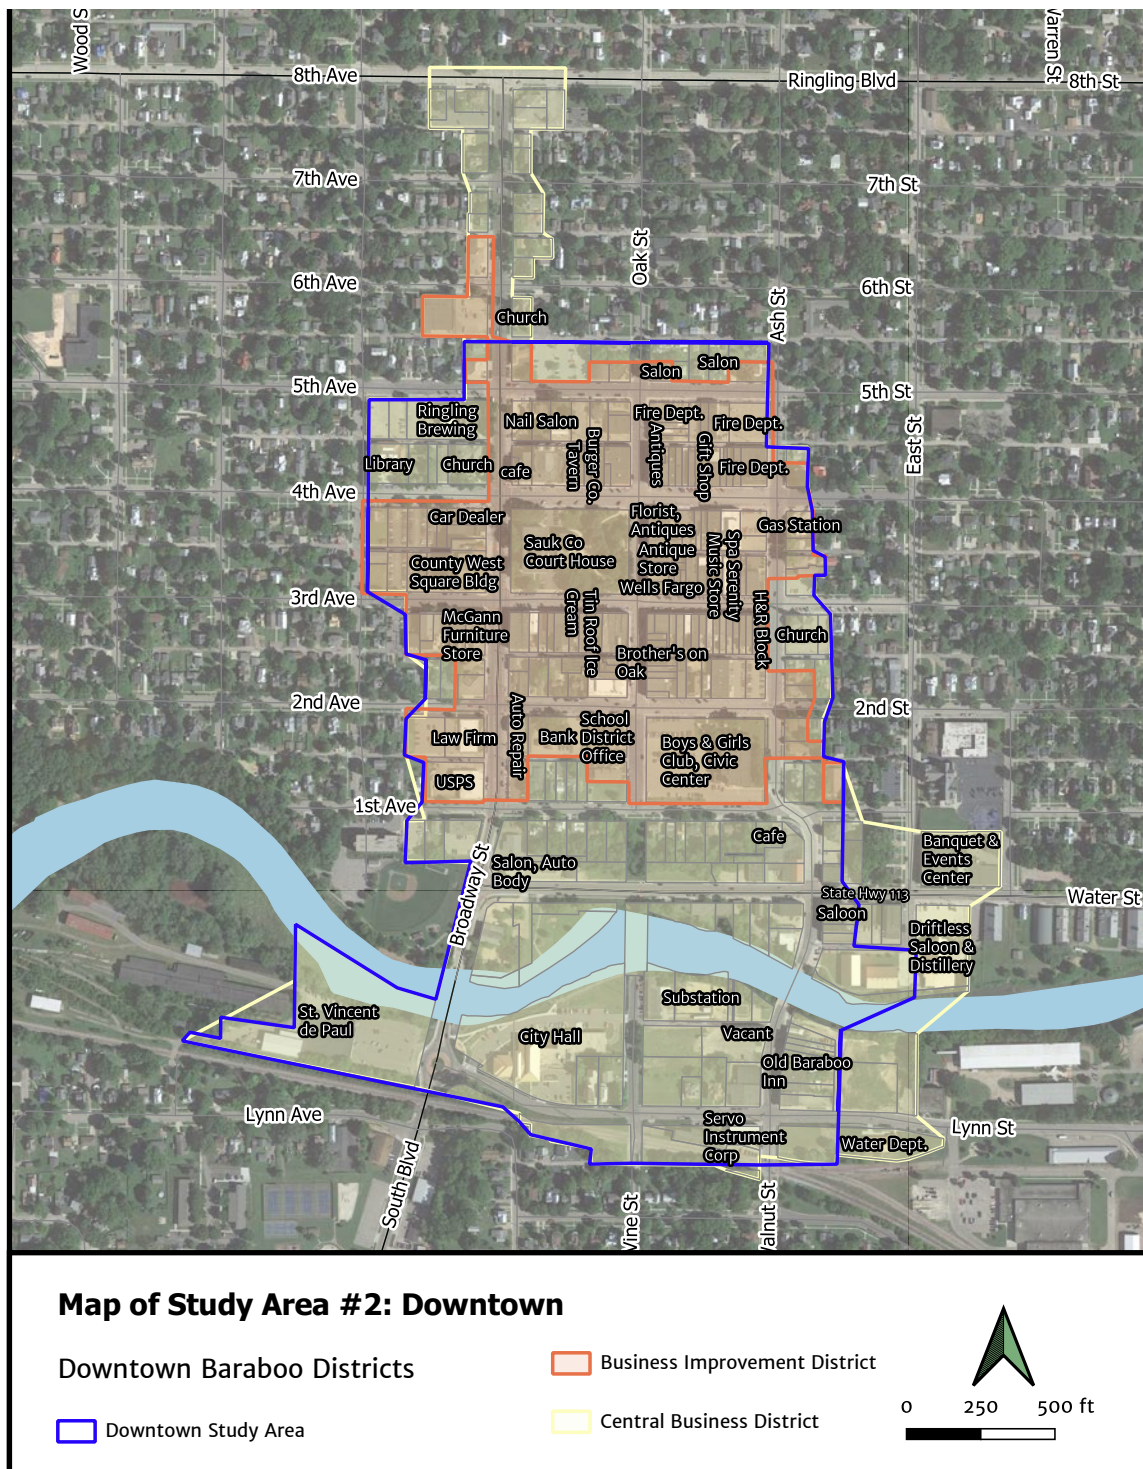 Wood S
Warren St
8th Ave
Ringling Blvd
8th St
7th Ave
7th St
Oak St
6th Ave
6th St
Ash St
Church
Salon
Salon
5th Ave
5th St
Ringling
Brewing
Nail Salon
Fire Dept.
Fire Dept.
East St
Burger Co.
Tavern
Antiques
Gift Shop
Library
Church
cafe
Fire Dept.
4th Ave
Car Dealer
Florist,
Antiques
Gas Station
Sauk Co
Court House
Antique
Store
Spa Serenity
Music Store
County West
Square Bldg
Wells Fargo
3rd Ave
Tin Roof Ice
Cream
H&R Block
McGann
Furniture
Store
Church
Brother's on
Oak
2nd Ave
2nd St
Auto Repair
Law Firm
Bank
School
District
Office
Boys & Girls
Club, Civic
Center
USPS
1st Ave
Cafe
Banquet &
Events
Center
Salon, Auto
Body
Broadway St
State Hwy 113
Water St
Saloon
Driftless
Saloon &
Distillery
St. Vincent
de Paul
Substation
City Hall
Vacant
Old Baraboo
Inn
Lynn Ave
Servo
Instrument
Corp
Lynn St
Water Dept.
South Blvd
Vine St
Walnut St
Map of Study Area #2: Downtown
Downtown Baraboo Districts
Downtown Study Area
Business Improvement District
Central Business District
0 250 500 ft